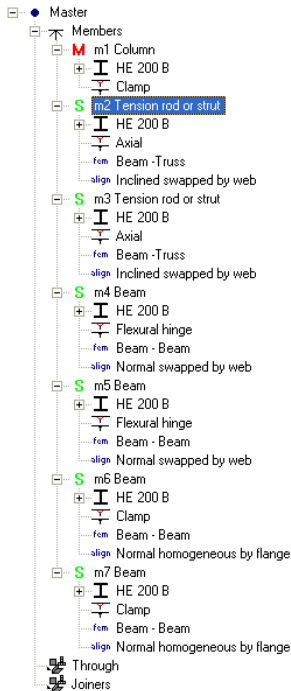 Master
Members
M m1 Column
HE 200 B
Clamp
S m2 Tension rod or strut
HE 200 B
Axial
fem Beam -Truss
align Inclined swapped by web
S m3 Tension rod or strut
HE 200 B
Axial
fem Beam -Truss
align Inclined swapped by web
S m4 Beam
HE 200 B
Flexural hinge
fem Beam - Beam
align Normal swapped by web
S m5 Beam
HE 200 B
Flexural hinge
fem Beam - Beam
align Normal swapped by web
S m6 Beam
HE 200 B
Clamp
fem Beam - Beam
align Normal homogeneous by flange
S m7 Beam
HE 200 B
Clamp
fem Beam - Beam
align Normal homogeneous by flange
Through
Joiners